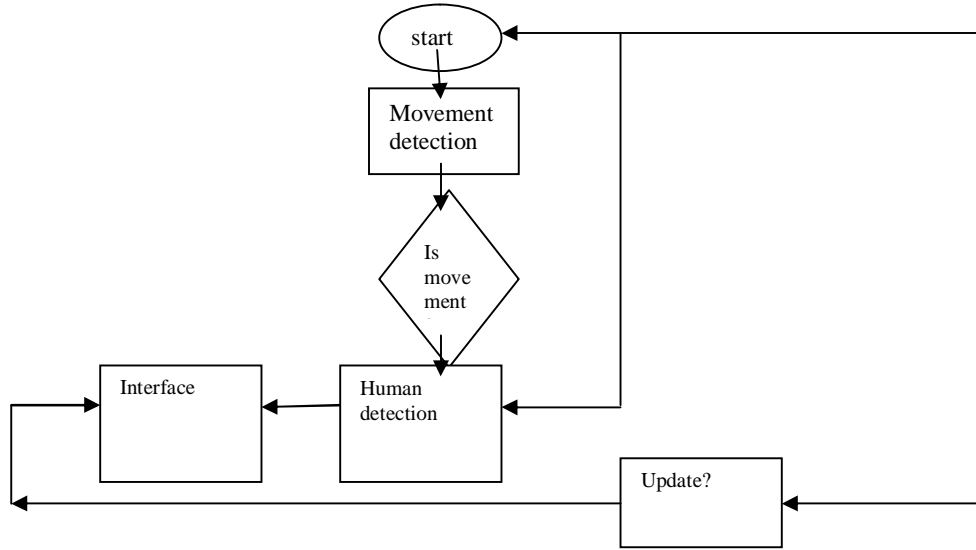 start
Movement
detection
Is
move
ment
Interface
Human
detection
Update?